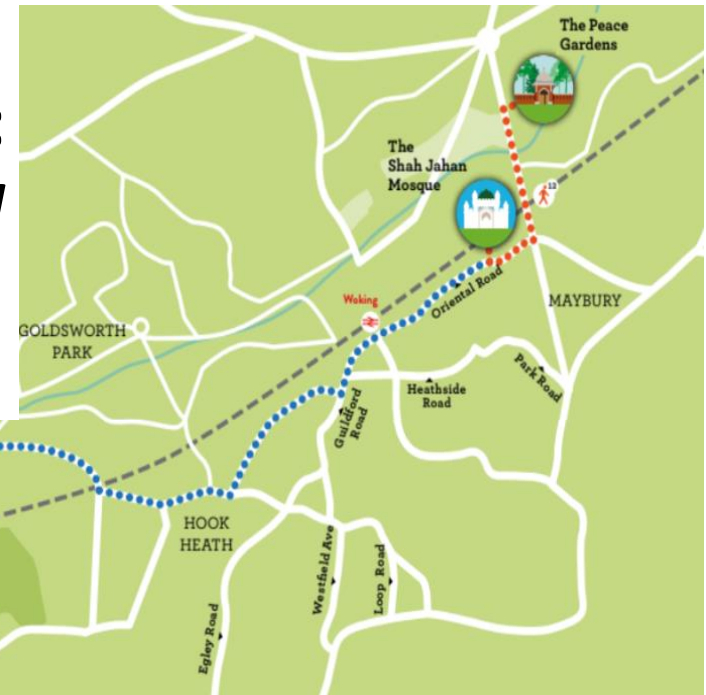 The Peace
Gardens
The
Shah Jahan
Mosque
12
Oriental Road
Woking
MAYBURY
GOLDSWORTH
PARK
Heathside
Road
Park Road
Guildford
Road
HOOK
HEATH
Westfield Ave
Loop Road
Egley Road